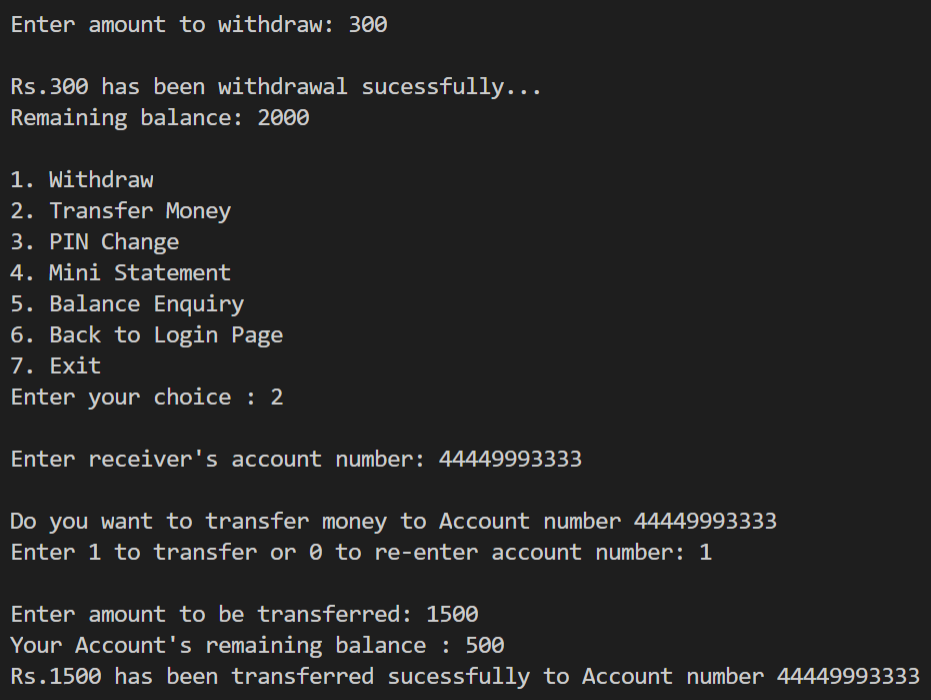 Enter amount to withdraw: 300
Rs.300 has been withdrawal sucessfully...
Remaining balance: 2000
1. Withdraw
2. Transfer Money
3. PIN Change
4. Mini Statement
5. Balance Enquiry
6. Back to Login Page
7. Exit
Enter your choice : 2
Enter receiver's account number: 44449993333
Do you want to transfer money to Account number 44449993333
Enter 1 to transfer or 0 to re-enter account number: 1
Enter amount to be transferred: 1500
Your Account's remaining balance : 500
Rs.1500 has been transferred sucessfully to Account number 44449993333